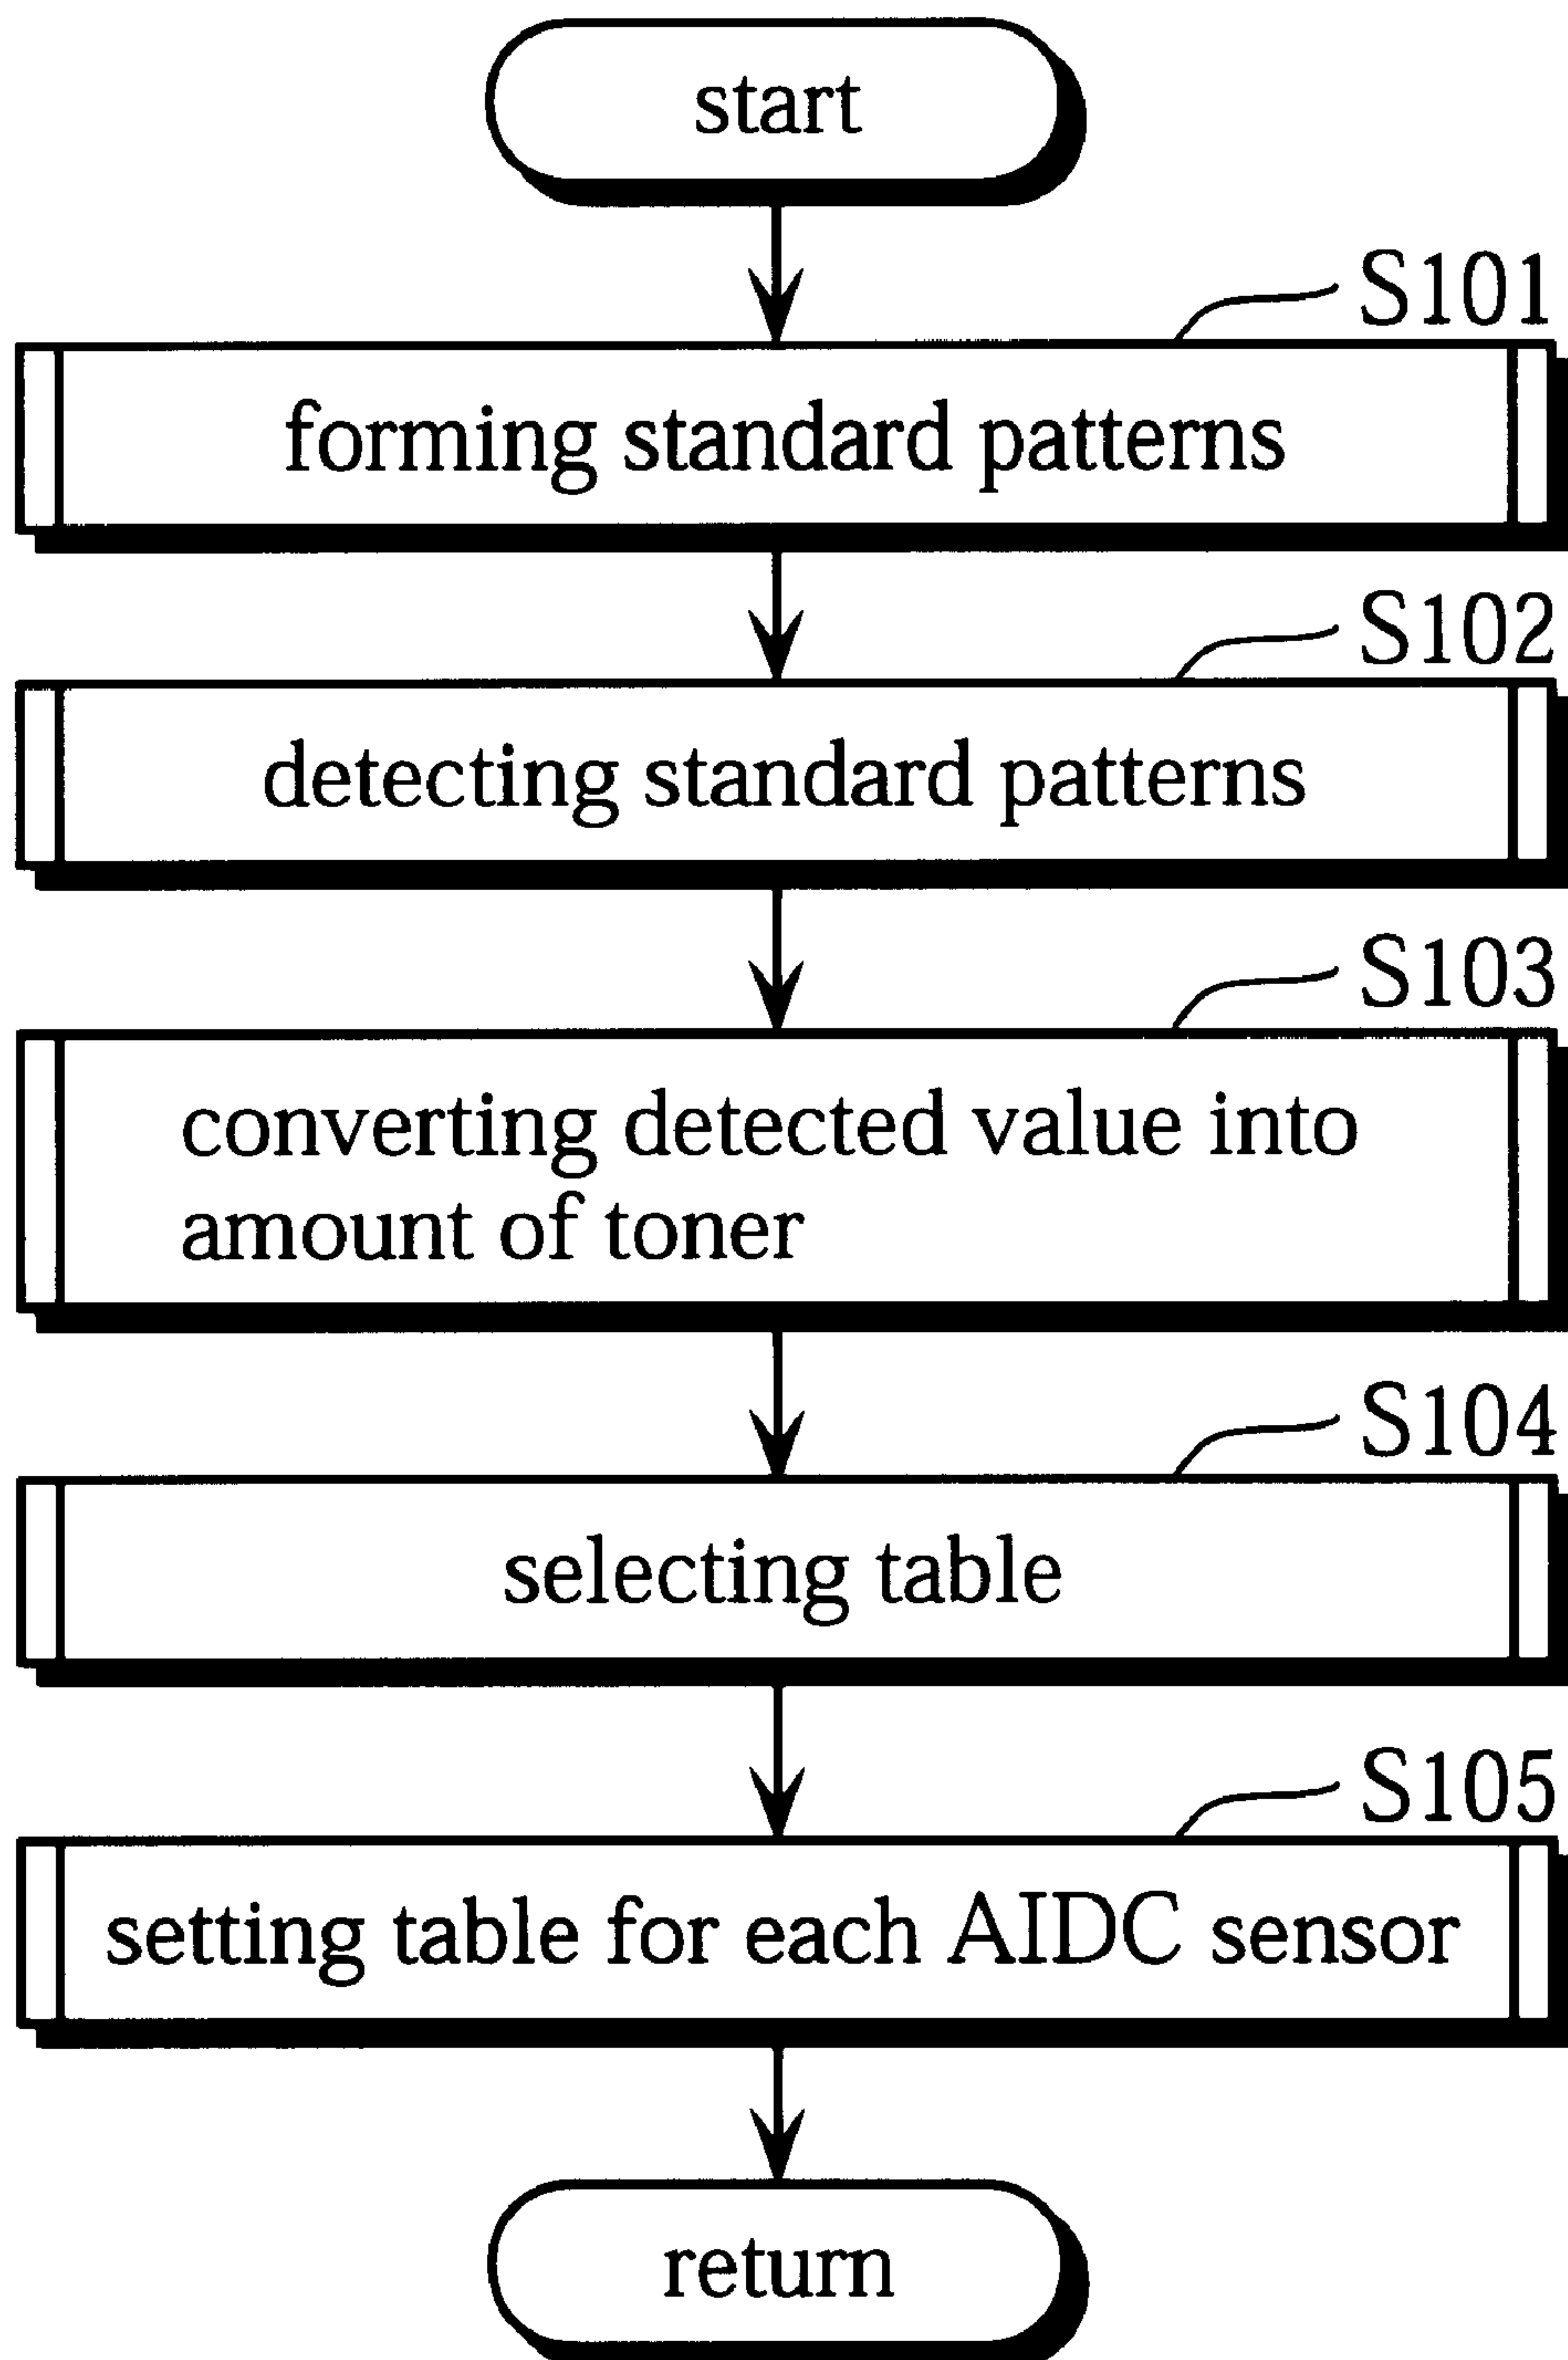 start
S101
forming standard patterns
S102
detecting standard patterns
S103
converting detected value into
amount of toner
S104
selecting table
S105
setting table for each AIDC sensor
return